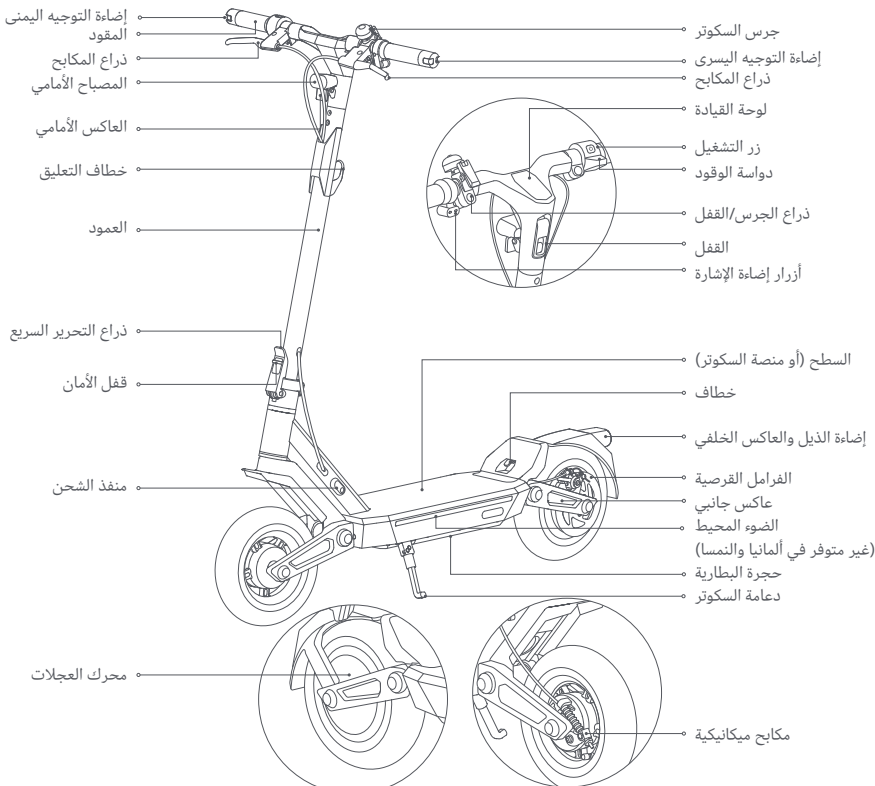 جرس السكوتر
إضاءة التوجيه اليسرى
ذراع المكابح
لوحة القيادة
زر التشغيل
دواسة الوقود
ذراع الجرس/القفل
القفل
أزرار إضاءة الإشارة
السطح (أو منصة السكوتر)
خطاف
إضاءة الذيل والعاكس الخلفي
الفرامل القرصية
عاكس جانبي
الضوء المحيط
(غير متوفر في ألمانيا والنمسا)
حجرة البطارية
دعامة السكوتر
مكابح ميكانيكية
إضاءة التوجيه اليمنى
المقود
ذراع المكابح
المصباح الأمامي
العاكس الأمامي
خطاف التعليق
العمود
ذراع التحرير السريع
قفل الأمان
منفذ الشحن
محرك العجلات